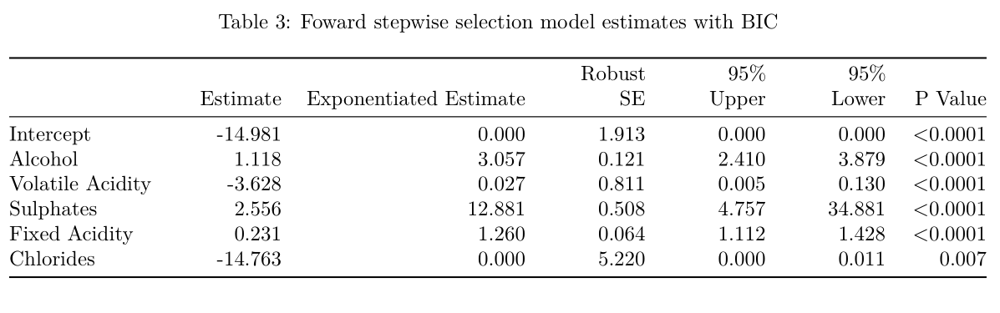 Table 3: Foward stepwise selection model estimates with BIC
Robust 95% 95%
Estimate Exponentiated Estimate SE Upper Lower P Value
Intercept -14.981 0.000 1.913 0.000 0.000 <0.0001
Alcohol 1.118 3.057 0.121 2.410 3.879 <0.0001
Volatile Acidity -3.628 0.027 0.811 0.005 0.130 <0.0001
Sulphates 2.556 12.881 0.508 4.757 34.881 <0.0001
Fixed Acidity 0.231 1.260 0.064 1.112 1.428 <0.0001
Chlorides -14.763 0.000 5.220 0.000 0.011 0.007